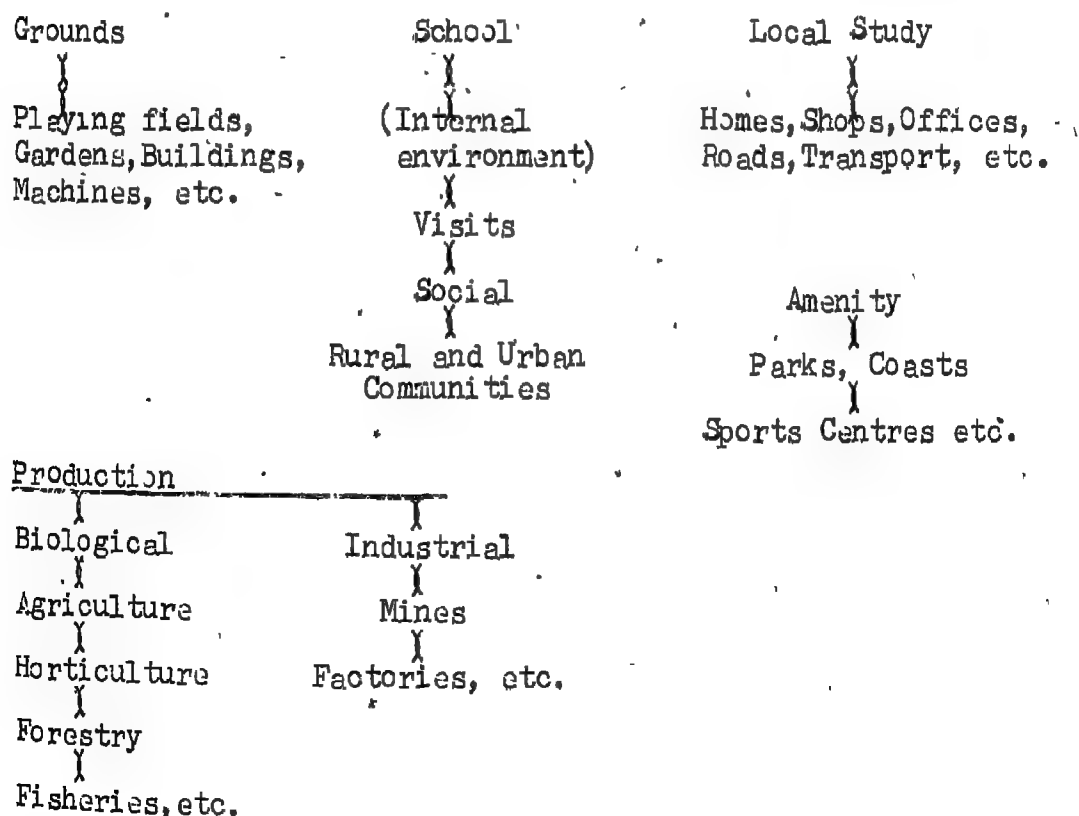 Grounds
Playing fields,
Gardens,Buildings,
Machines, etc.
School
(Internal
environment)
Visits
Social
Rural and Urban
Communities
Local Study
Homes,Shops,Offices,
Roads,Transport, etc.
Amenity
Parks, Coasts
Sports Centres etc.
Production
Biological
Agriculture
Horticulture
Forestry
Fisheries,etc.
Industrial
Mines
Factories, etc.